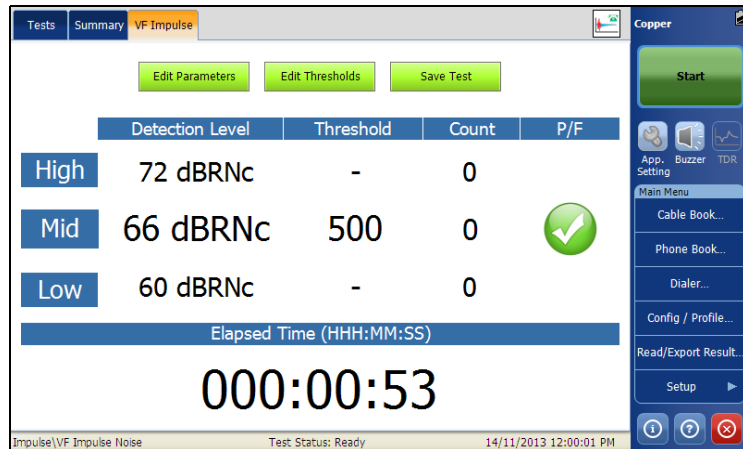 Tests Summary VF Impulse
Copper
Edit Parameters Edit Thresholds Save Test
Start
Detection Level Threshold Count P/F
High 72 dBRNc - 0
Mid 66 dBRNc 500 0
Low 60 dBRNc - 0
Elapsed Time (HHH:MM:SS)
000:00:53
App. Setting Buzzer TDR
Main Menu
Cable Book...
Phone Book...
Dialer...
Config / Profile...
Read/Export Result...
Setup
Impulse\VF Impulse Noise Test Status: Ready 14/11/2013 12:00:01 PM